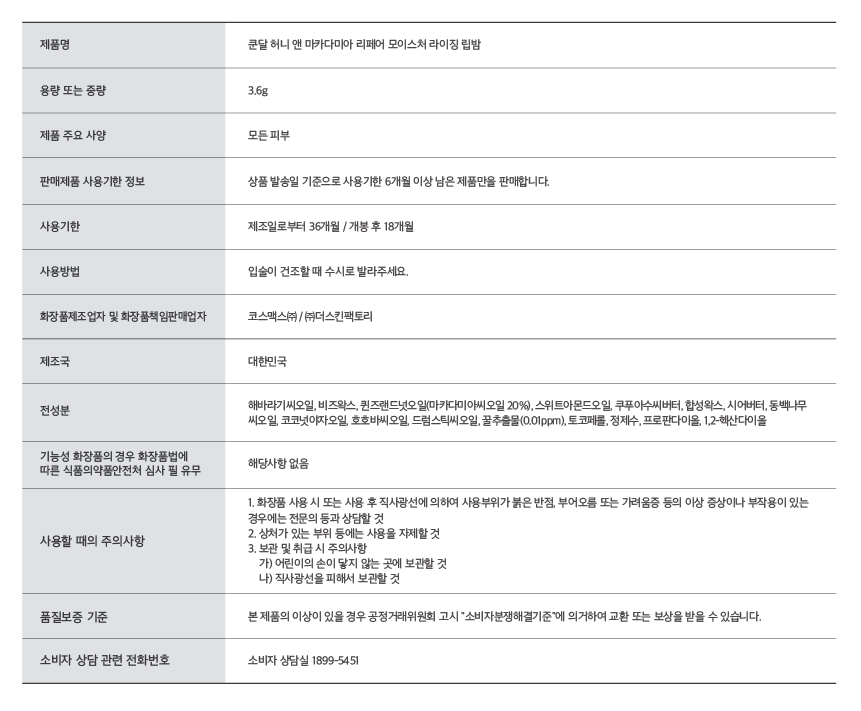 제품명
쿤달 허니 앤 마카다미아 리페어 모이스처 라이징 립밤
용량 또는 중량
3.6g
제품 주요 사양
모든 피부
판매제품 사용기한 정보
상품 발송일 기준으로 사용기한 6개월 이상 남은 제품만을 판매합니다.
사용기한
제조일로부터 36개월 / 개봉 후 18개월
사용방법
입술이 건조할 때 수시로 발라주세요.
화장품제조업자 및 화장품책임판매업자
코스맥스㈜ / ㈜더스킨팩토리
제조국
대한민국
전성분
해바라기씨오일, 비즈왁스, 퀸즈랜드넛오일(마카다미아씨오일 20%), 스위트아몬드오일, 쿠푸아수씨버터, 합성왁스, 시어버터, 동백나무
씨오일, 코코넛야자오일, 호호바씨오일, 드럼스틱씨오일, 꿀추출물(0.01ppm), 토코페롤, 정제수, 프로판다이올, 1,2-헥산다이올
기능성 화장품의 경우 화장품법에
따른 식품의약품안전처 심사 필 유무
해당사항 없음
사용할 때의 주의사항
1. 화장품 사용 시 또는 사용 후 직사광선에 의하여 사용부위가 붉은 반점, 부어오름 또는 가려움증 등의 이상 증상이나 부작용이 있는
경우에는 전문의 등과 상담할 것
2. 상처가 있는 부위 등에는 사용을 자제할 것
3. 보관 및 취급 시 주의사항
가) 어린이의 손이 닿지 않는 곳에 보관할 것
나) 직사광선을 피해서 보관할 것
품질보증 기준
본 제품의 이상이 있을 경우 공정거래위원회 고시 "소비자분쟁해결기준"에 의거하여 교환 또는 보상을 받을 수 있습니다.
소비자 상담 관련 전화번호
소비자 상담실 1899-5451